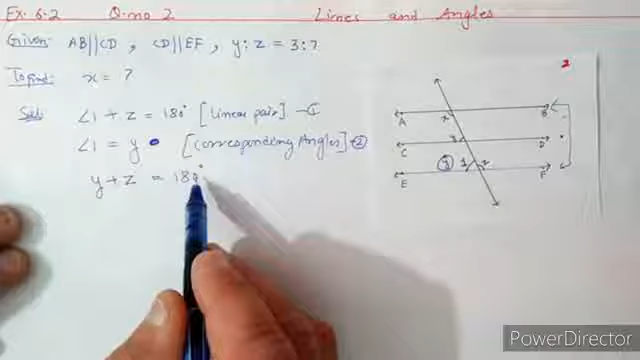 Ex. 6.2 Q.no 2 Lines and Angles
Given: AB||CD, CD||EF, y:z = 3:7
To find: x = ?
Sol: ∠1 + z = 180° [Linear pair] - ①
∠1 = y [corresponding Angles] - ②
y + z = 180°
2
A B
x
C D
y
E 1 z F
PowerDirector